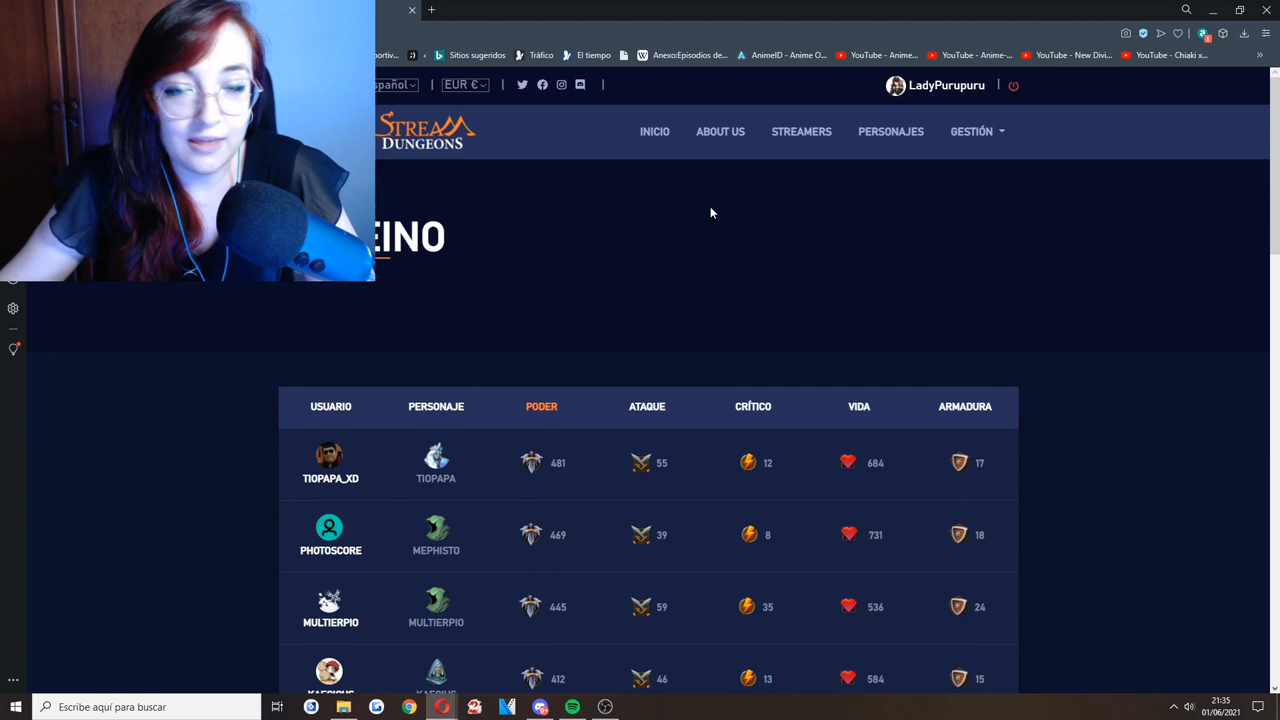 portiv...
Sitios sugeridos
Tráfico
El tiempo
Anexo:Episodios de...
AnimeID - Anime O...
YouTube - Anime...
YouTube - Anime-...
YouTube - New Divi...
YouTube - Chiaki x...
»
spañol
|
EUR €
|
|
LadyPurupuru
|
STREAM
DUNGEONS
INICIO
ABOUT US
STREAMERS
PERSONAJES
GESTIÓN
EINO
USUARIO PERSONAJE PODER ATAQUE CRÍTICO VIDA ARMADURA
TIOPAPA_XD TIOPAPA 481 55 12 684 17
PHOTOSCORE MEPHISTO 469 39 8 731 18
MULTIERPIO MULTIERPIO 445 59 35 536 24
412 46 13 584 15
Escribe aquí para buscar
21:35
01/06/2021